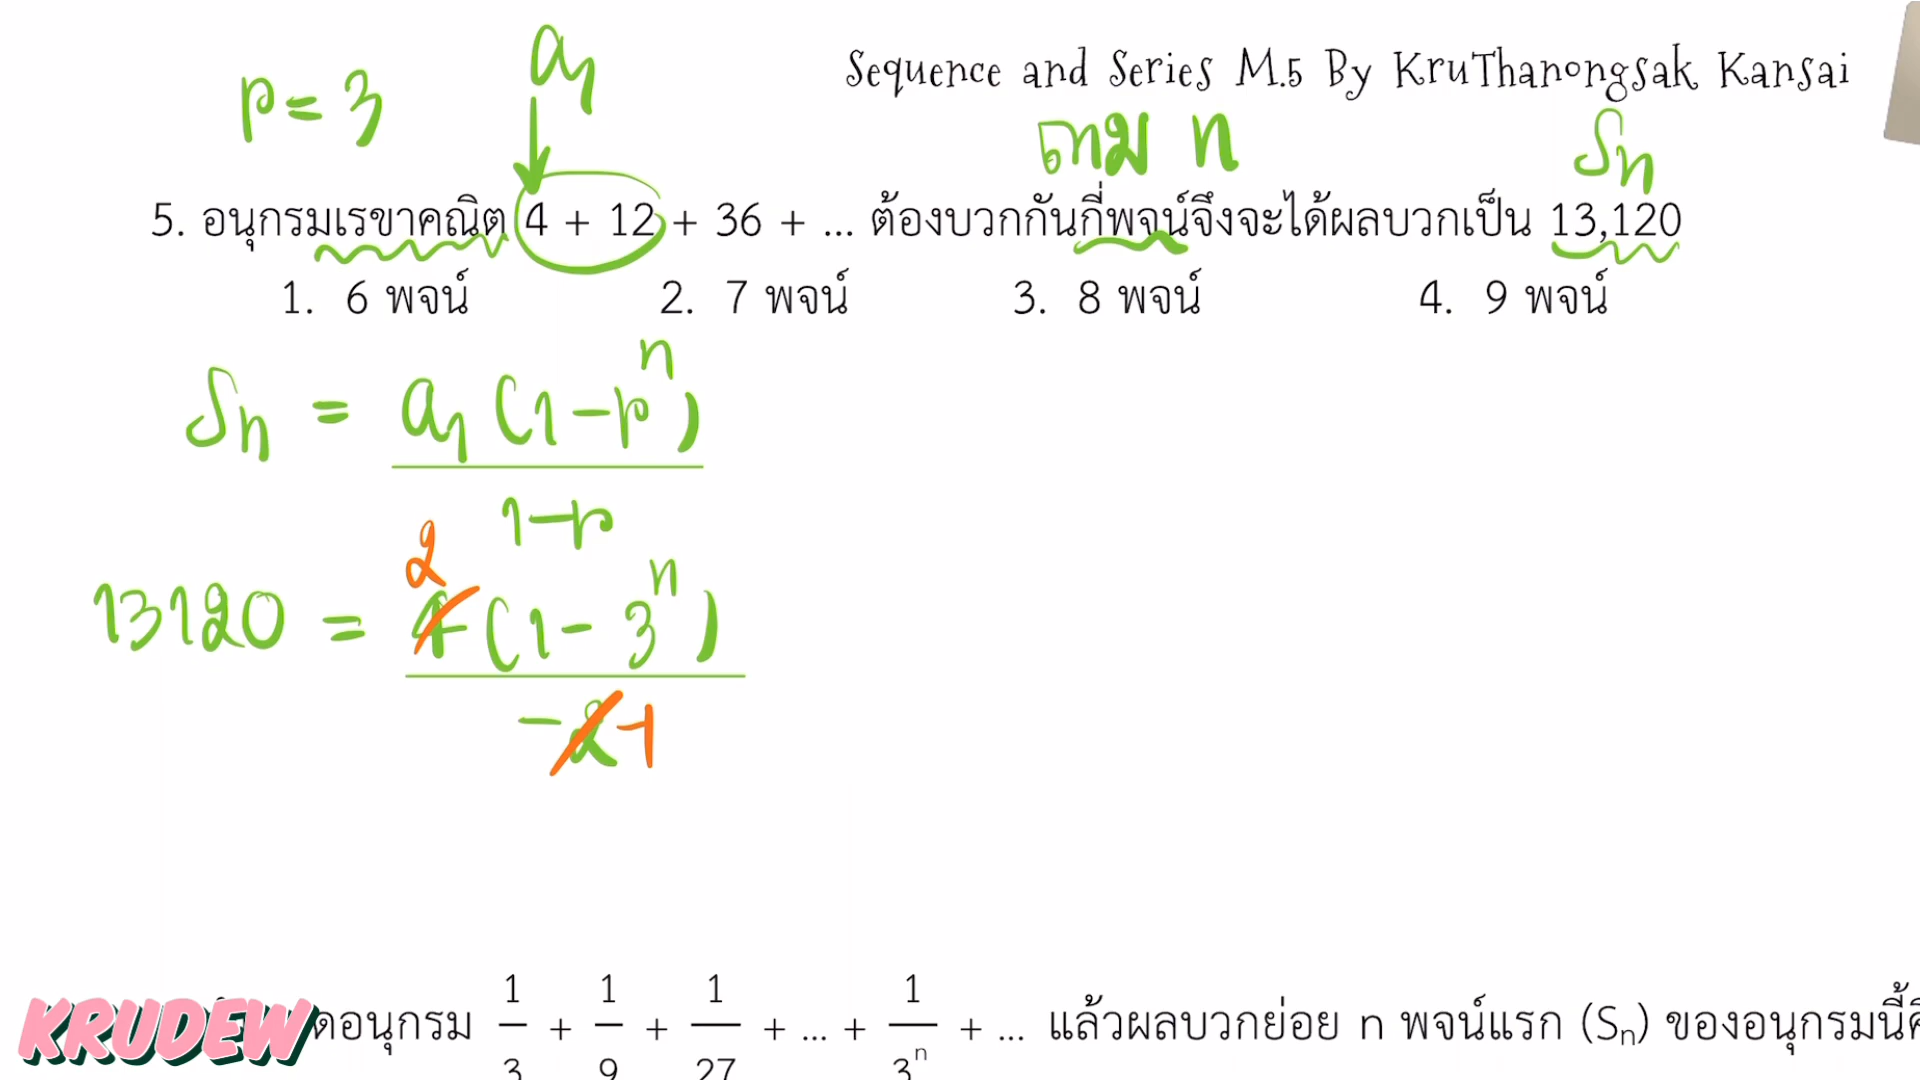 Sequence and Series M.5 By KruThanongsak Kansai
r = 3
a1
ถาม n
Sn
5. อนุกรมเรขาคณิต 4 + 12 + 36 + ... ต้องบวกกันกี่พจน์จึงจะได้ผลบวกเป็น 13,120
1. 6 พจน์ 2. 7 พจน์ 3. 8 พจน์ 4. 9 พจน์
Sn = a1 (1 - r^n)
1 - r
2
13120 = 4 (1 - 3^n)
-2 -1
อนุกรม 1/3 + 1/9 + 1/27 + ... + 1/3^n + ... แล้วผลบวกย่อย n พจน์แรก (Sn) ของอนุกรมนี้
KRUDEW